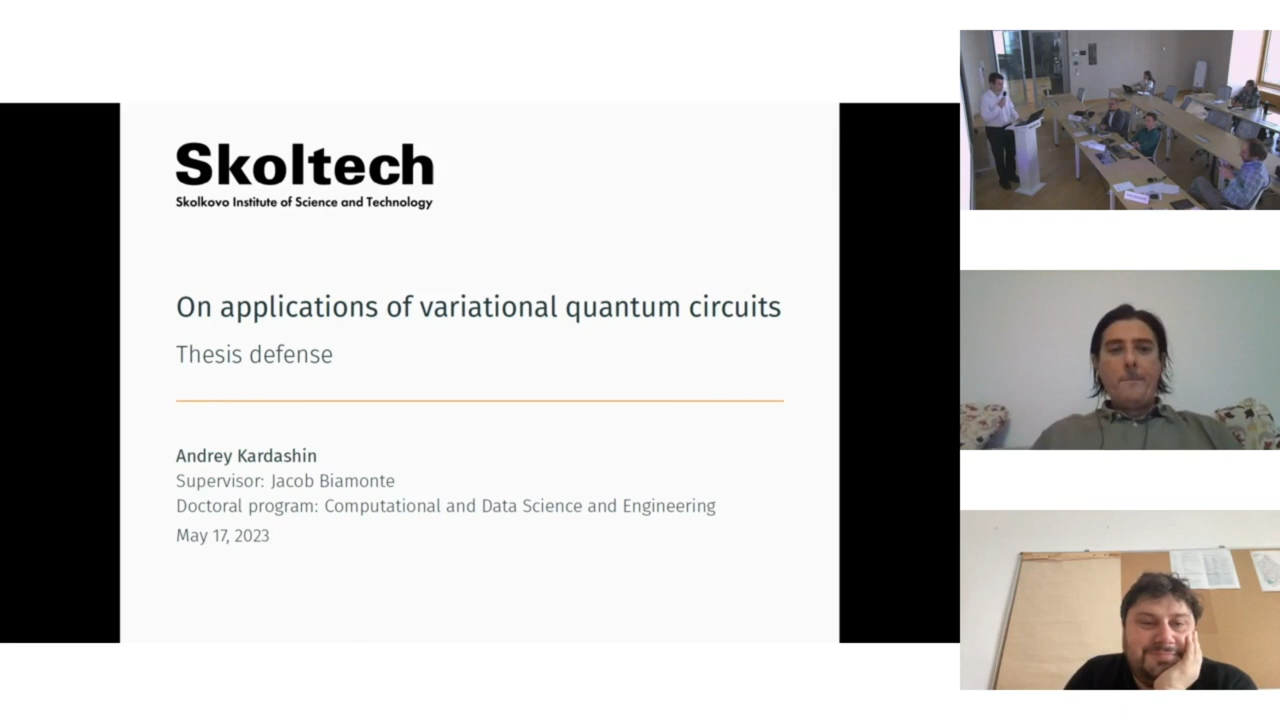 Skoltech
Skolkovo Institute of Science and Technology
On applications of variational quantum circuits
Thesis defense
Andrey Kardashin
Supervisor: Jacob Biamonte
Doctoral program: Computational and Data Science and Engineering
May 17, 2023